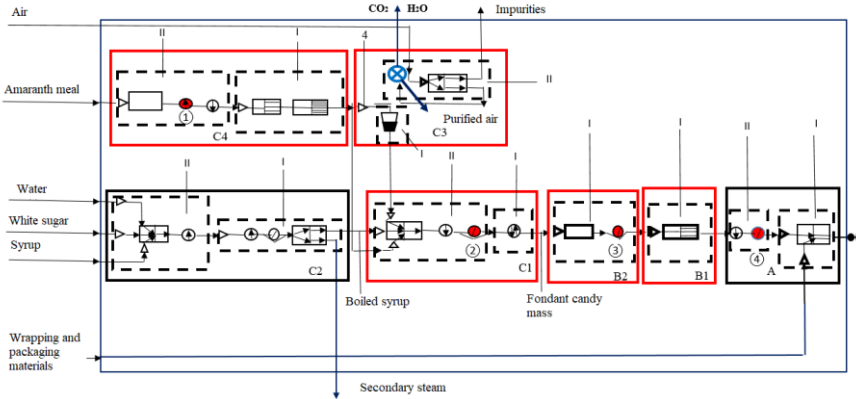 Air
CO₂ H₂O
Impurities
II
I
4
II
Amaranth meal
①
C4
C3
Purified air
I
Water
White sugar
Syrup
II
I
II
I
I
I
II
I
②
③
④
C2
C1
B2
B1
A
Boiled syrup
Fondant candy
mass
Wrapping and
packaging
materials
Secondary steam